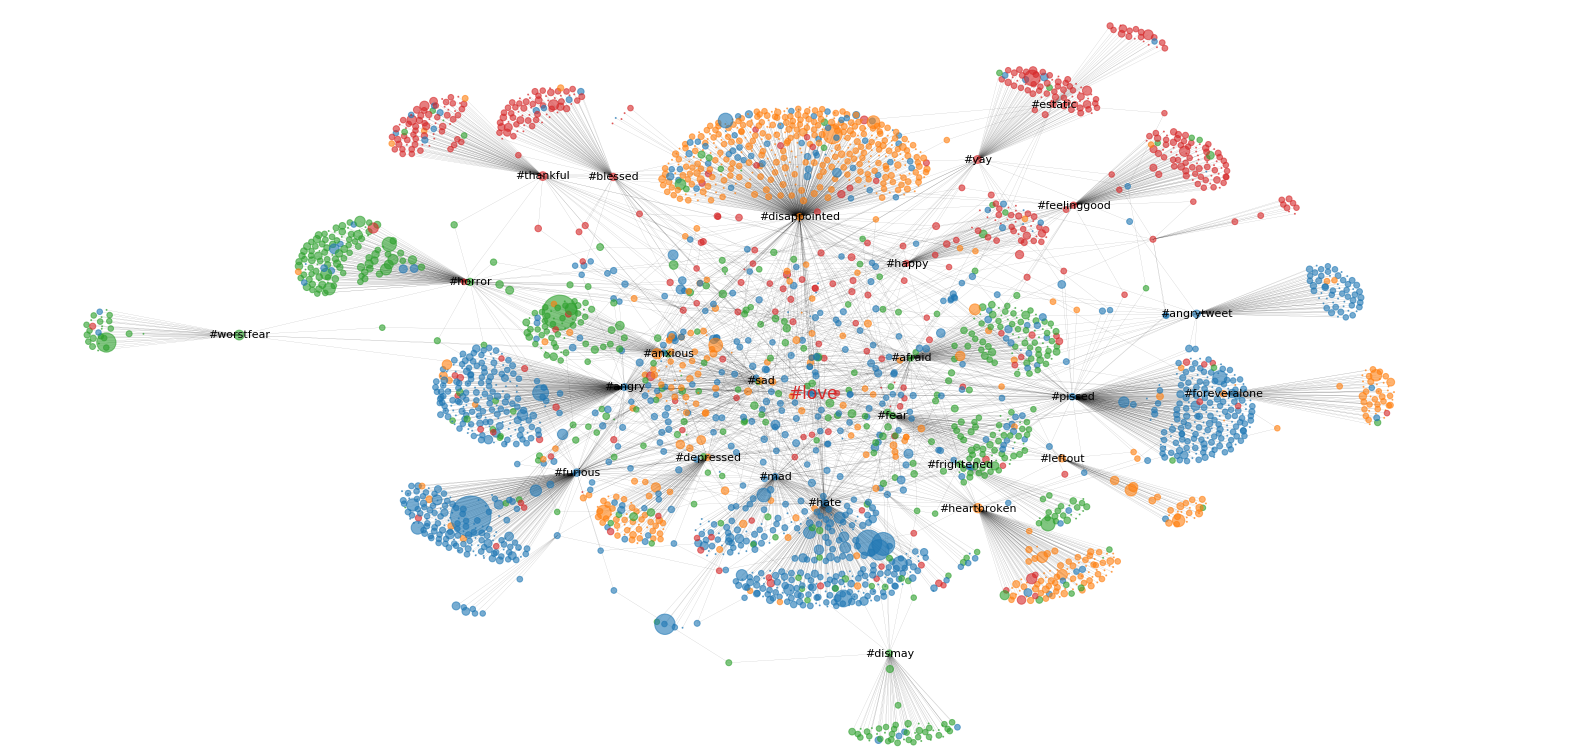 #estatic
#yay
#thankful
#blessed
#feelinggood
#disappointed
#happy
#horror
#angrytweet
#worstfear
#anxious
#afraid
#sad
#angry
#love
#pissed
#foreveralone
#fear
#depressed
#leftout
#frightened
#furious
#mad
#hate
#heartbroken
#dismay